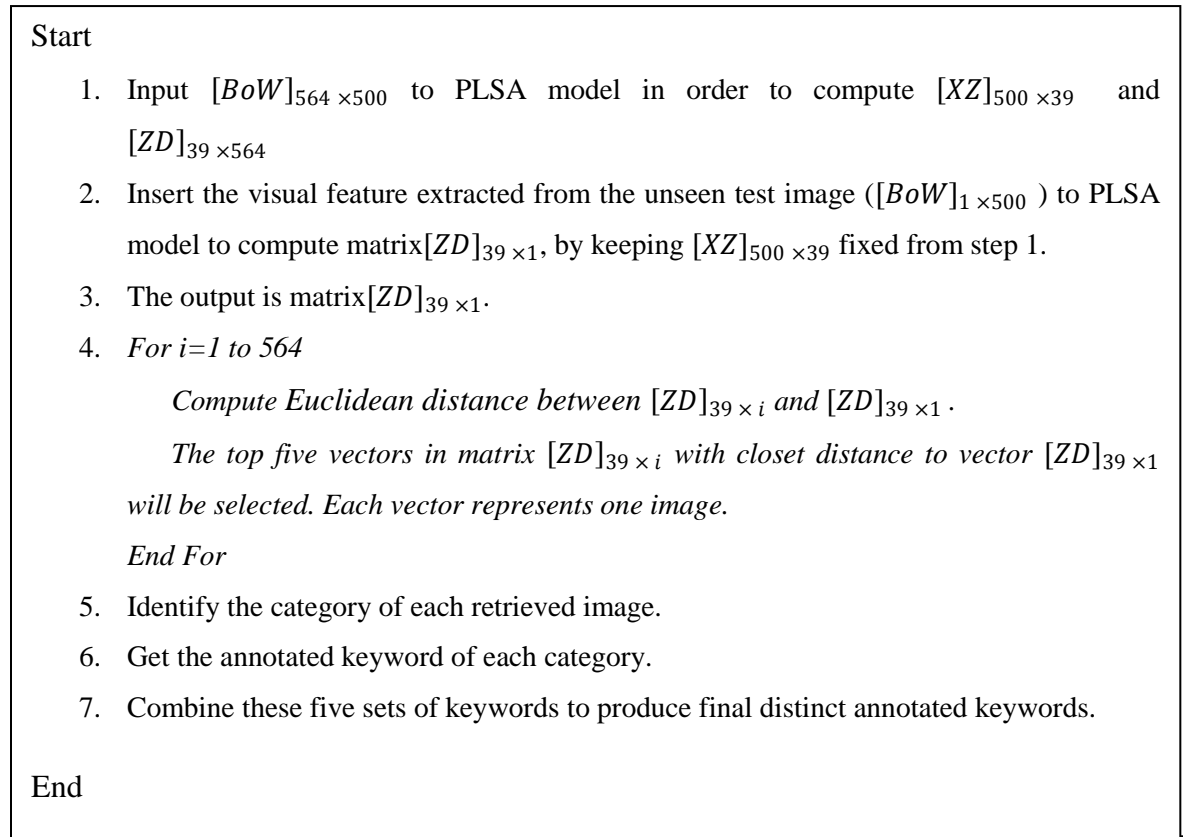 Start
1. Input [BoW]₅₆₄ ×₅₀₀ to PLSA model in order to compute [XZ]₅₀₀ ×₃₉ and
[ZD]₃₉ ×₅₆₄
2. Insert the visual feature extracted from the unseen test image ([BoW]₁ ×₅₀₀ ) to PLSA
model to compute matrix[ZD]₃₉ ×₁, by keeping [XZ]₅₀₀ ×₃₉ fixed from step 1.
3. The output is matrix[ZD]₃₉ ×₁.
4. For i=1 to 564
Compute Euclidean distance between [ZD]₃₉ × ᵢ and [ZD]₃₉ ×₁ .
The top five vectors in matrix [ZD]₃₉ × ᵢ with closet distance to vector [ZD]₃₉ ×₁
will be selected. Each vector represents one image.
End For
5. Identify the category of each retrieved image.
6. Get the annotated keyword of each category.
7. Combine these five sets of keywords to produce final distinct annotated keywords.
End